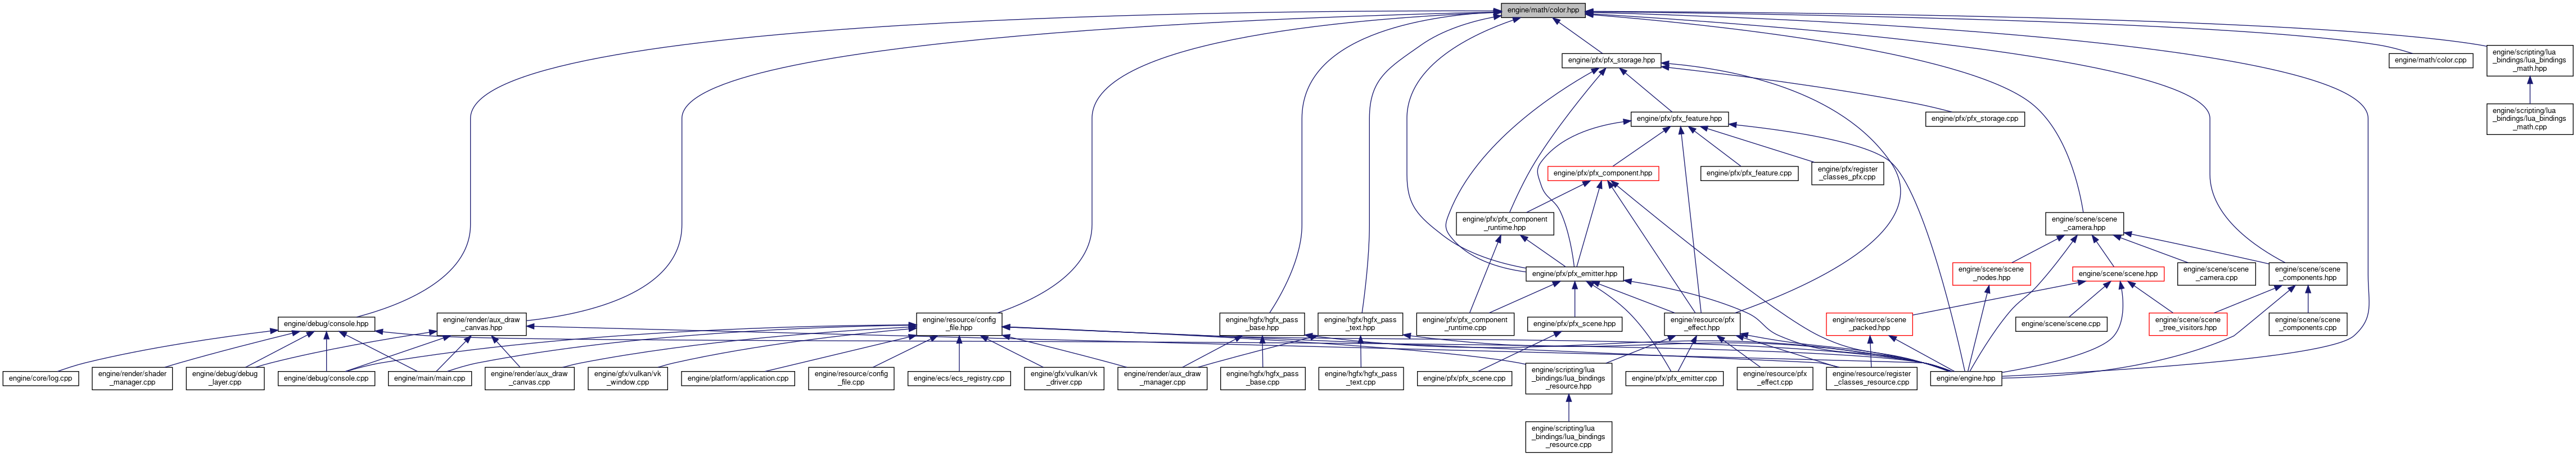 engine/math/color.hpp
engine/pfx/pfx_storage.hpp
engine/math/color.cpp
engine/scripting/lua
_bindings/lua_bindings
_math.hpp
engine/pfx/pfx_feature.hpp
engine/pfx/pfx_storage.cpp
engine/scripting/lua
_bindings/lua_bindings
_math.cpp
engine/pfx/pfx_component.hpp
engine/pfx/pfx_feature.cpp
engine/pfx/register
_classes_pfx.cpp
engine/pfx/pfx_component
_runtime.hpp
engine/scene/scene
_camera.hpp
engine/pfx/pfx_emitter.hpp
engine/scene/scene
_nodes.hpp
engine/scene/scene.hpp
engine/scene/scene
_camera.cpp
engine/scene/scene
_components.hpp
engine/debug/console.hpp
engine/render/aux_draw
_canvas.hpp
engine/resource/config
_file.hpp
engine/hgfx/hgfx_pass
_base.hpp
engine/hgfx/hgfx_pass
_text.hpp
engine/pfx/pfx_component
_runtime.cpp
engine/pfx/pfx_scene.hpp
engine/resource/pfx
_effect.hpp
engine/resource/scene
_packed.hpp
engine/scene/scene.cpp
engine/scene/scene
_tree_visitors.hpp
engine/scene/scene
_components.cpp
engine/core/log.cpp
engine/render/shader
_manager.cpp
engine/debug/debug
_layer.cpp
engine/debug/console.cpp
engine/main/main.cpp
engine/render/aux_draw
_canvas.cpp
engine/gfx/vulkan/vk
_window.cpp
engine/platform/application.cpp
engine/resource/config
_file.cpp
engine/ecs/ecs_registry.cpp
engine/gfx/vulkan/vk
_driver.cpp
engine/render/aux_draw
_manager.cpp
engine/hgfx/hgfx_pass
_base.cpp
engine/hgfx/hgfx_pass
_text.cpp
engine/pfx/pfx_scene.cpp
engine/scripting/lua
_bindings/lua_bindings
_resource.hpp
engine/pfx/pfx_emitter.cpp
engine/resource/pfx
_effect.cpp
engine/resource/register
_classes_resource.cpp
engine/engine.hpp
engine/scripting/lua
_bindings/lua_bindings
_resource.cpp